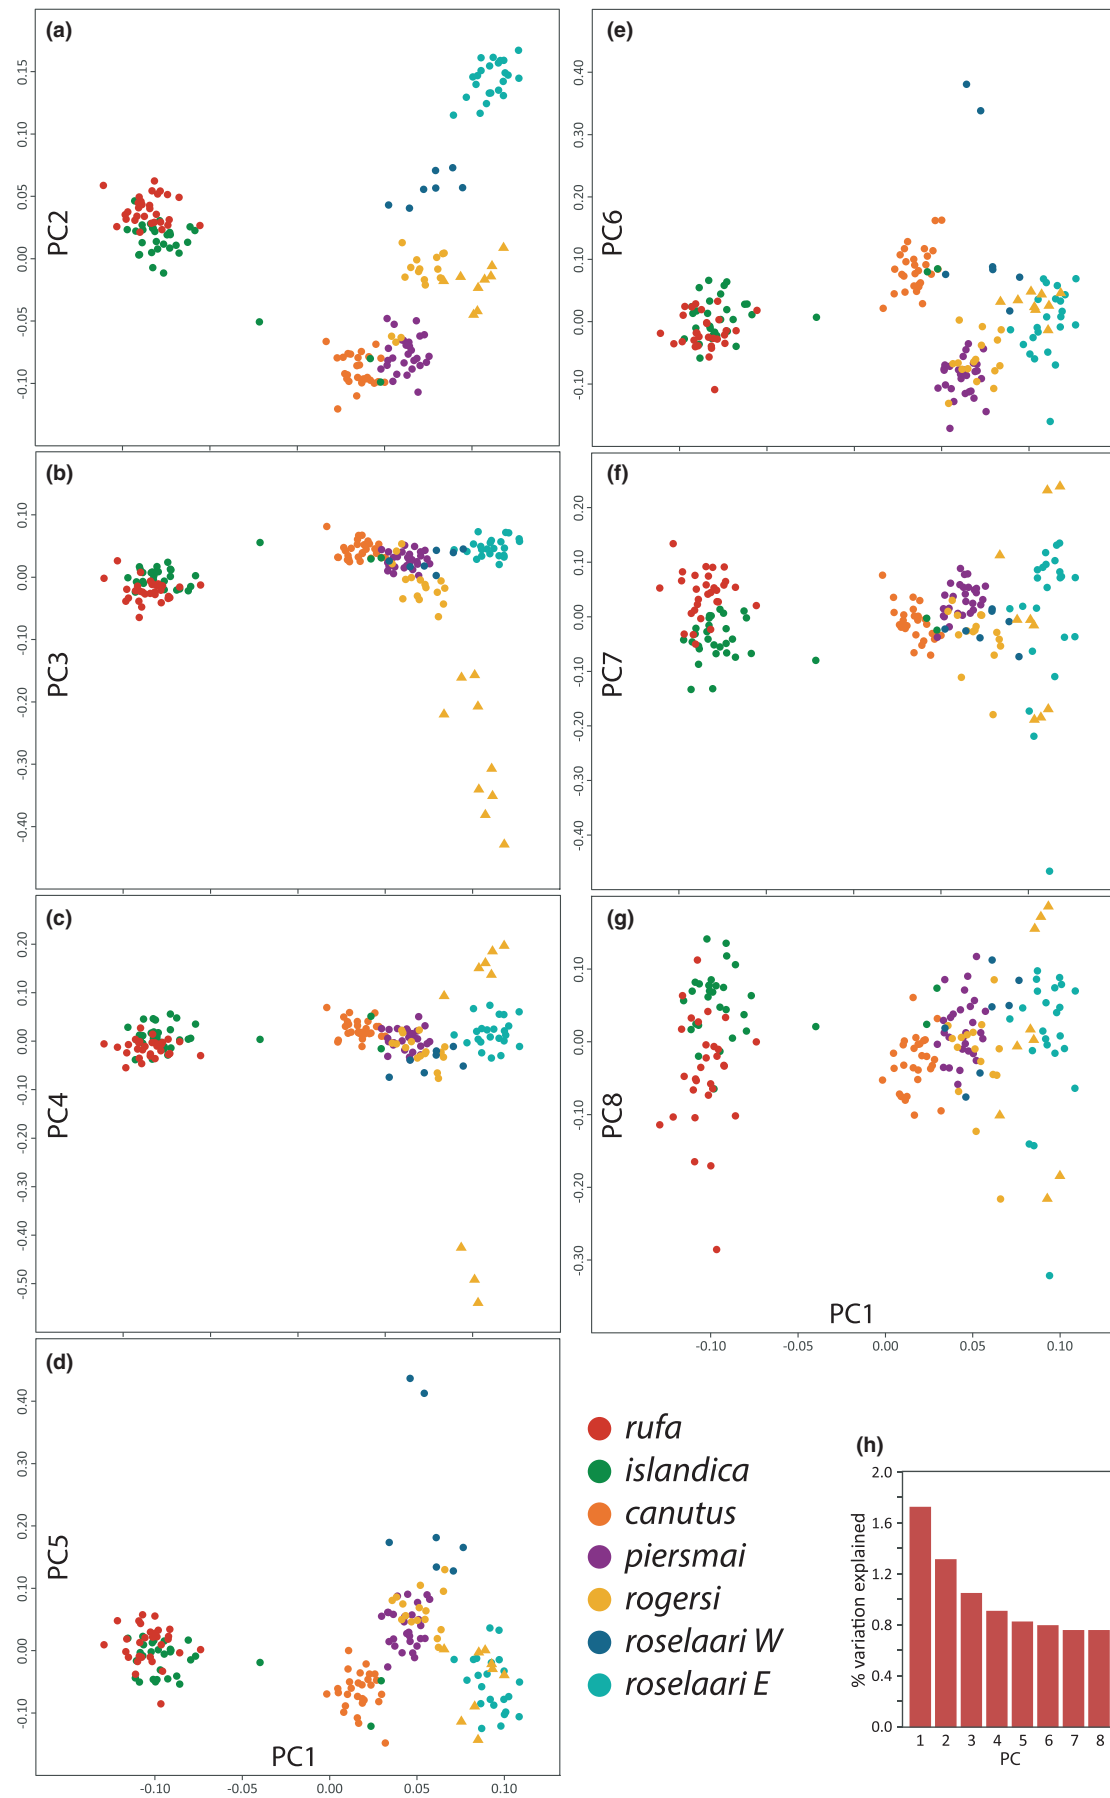 (a)
0.15
0.10
0.05
0.00
-0.05
-0.10
PC2
(b)
0.10
0.00
-0.10
-0.20
-0.30
-0.40
PC3
(c)
0.20
0.10
0.00
-0.10
-0.20
-0.30
-0.40
-0.50
PC4
(d)
0.40
0.30
0.20
0.10
0.00
-0.10
PC5
PC1
-0.10
-0.05
0.00
0.05
0.10
(e)
0.40
0.30
0.20
0.10
0.00
-0.10
PC6
(f)
0.20
0.10
0.00
-0.10
-0.20
-0.30
-0.40
PC7
(g)
0.10
0.00
-0.10
-0.20
-0.30
PC8
PC1
-0.10
-0.05
0.00
0.05
0.10
rufa
islandica
canutus
piersmai
rogersi
roselaari W
roselaari E
(h)
2.0
1.6
1.2
0.8
0.4
0.0
% variation explained
1 2 3 4 5 6 7 8
PC